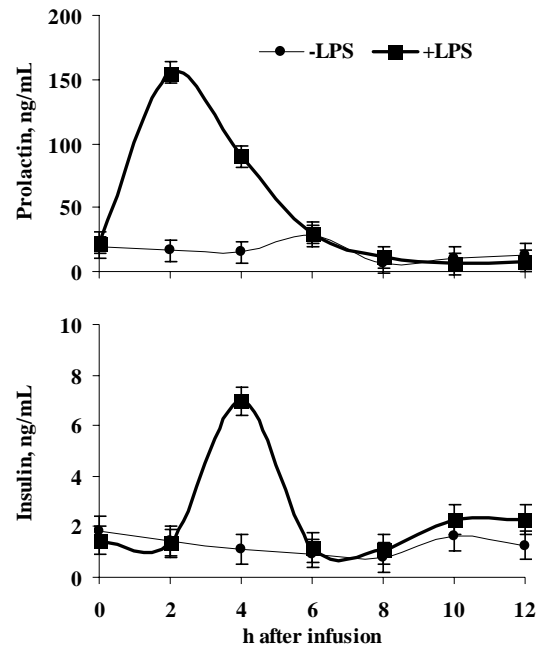 200
-LPS +LPS
150
100
50
0
Prolactin, ng/mL
10
8
6
4
2
0
Insulin, ng/mL
0 2 4 6 8 10 12
h after infusion